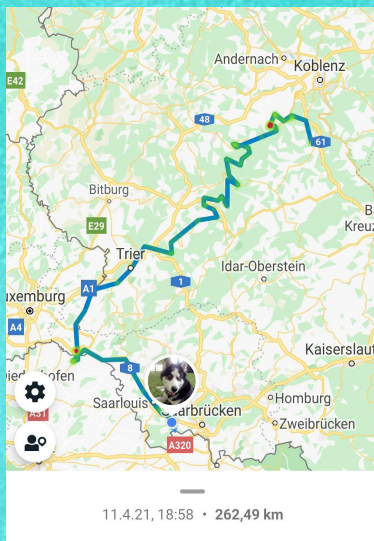 Andernach
Koblenz
E42
48
61
Bitburg
E29
Trier
A1
1
Idar-Oberstein
uxemburg
A4
Kaiserslaut
8
Saarlouis
arbrücken
Homburg
Zweibrücken
A31
A320
11.4.21, 18:58 • 262,49 km